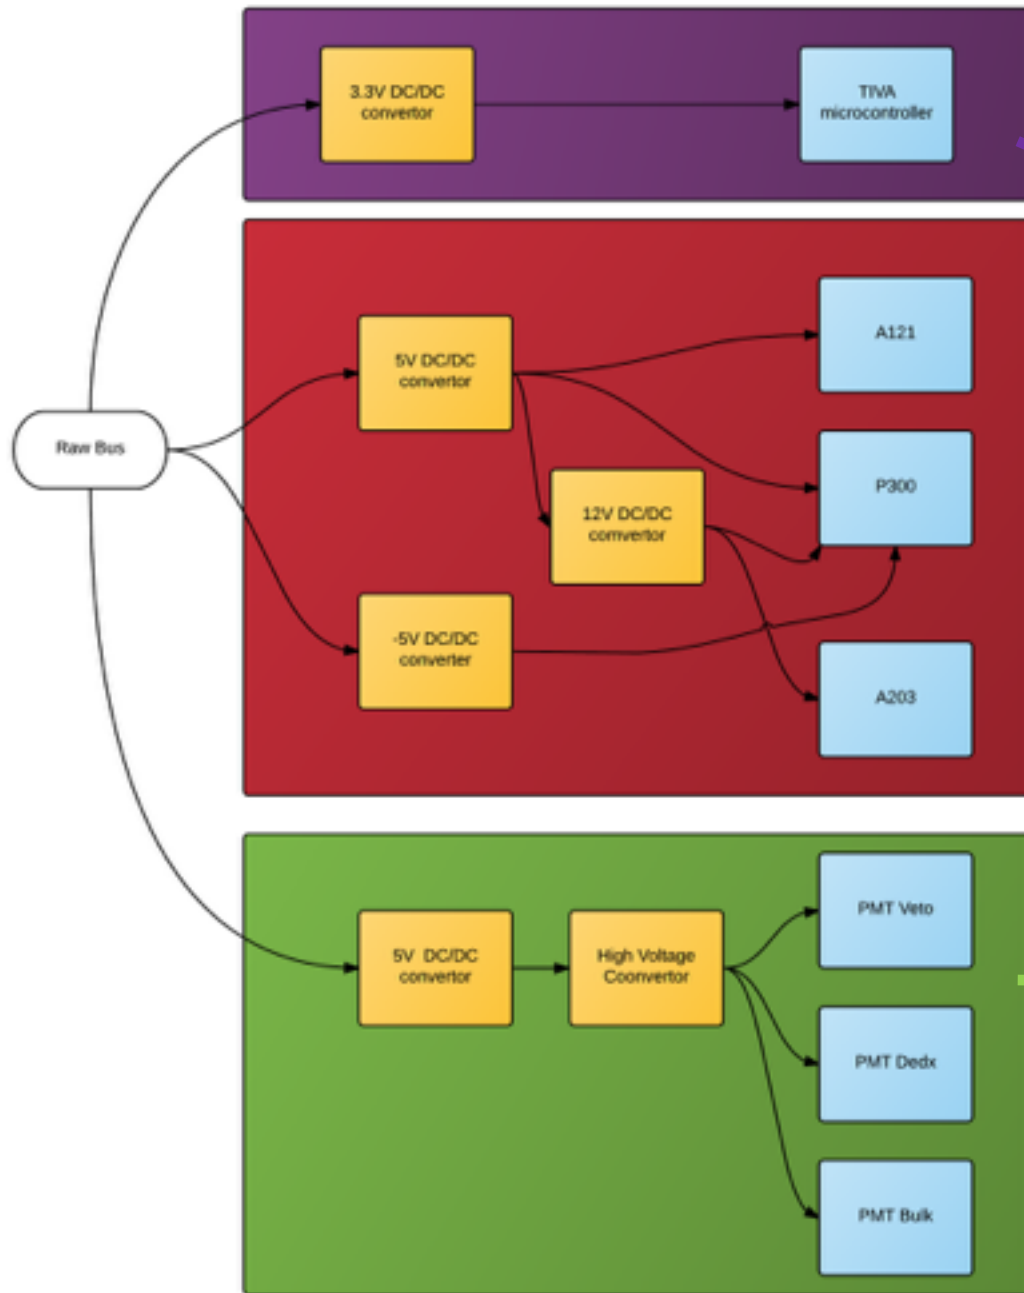 3.3V DC/DC
convertor
TIVA
microcontroller
5V DC/DC
convertor
A121
Raw Bus
P300
12V DC/DC
comvertor
-5V DC/DC
converter
A203
5V  DC/DC
convertor
High Voltage
Coonvertor
PMT Veto
PMT Dedx
PMT Bulk